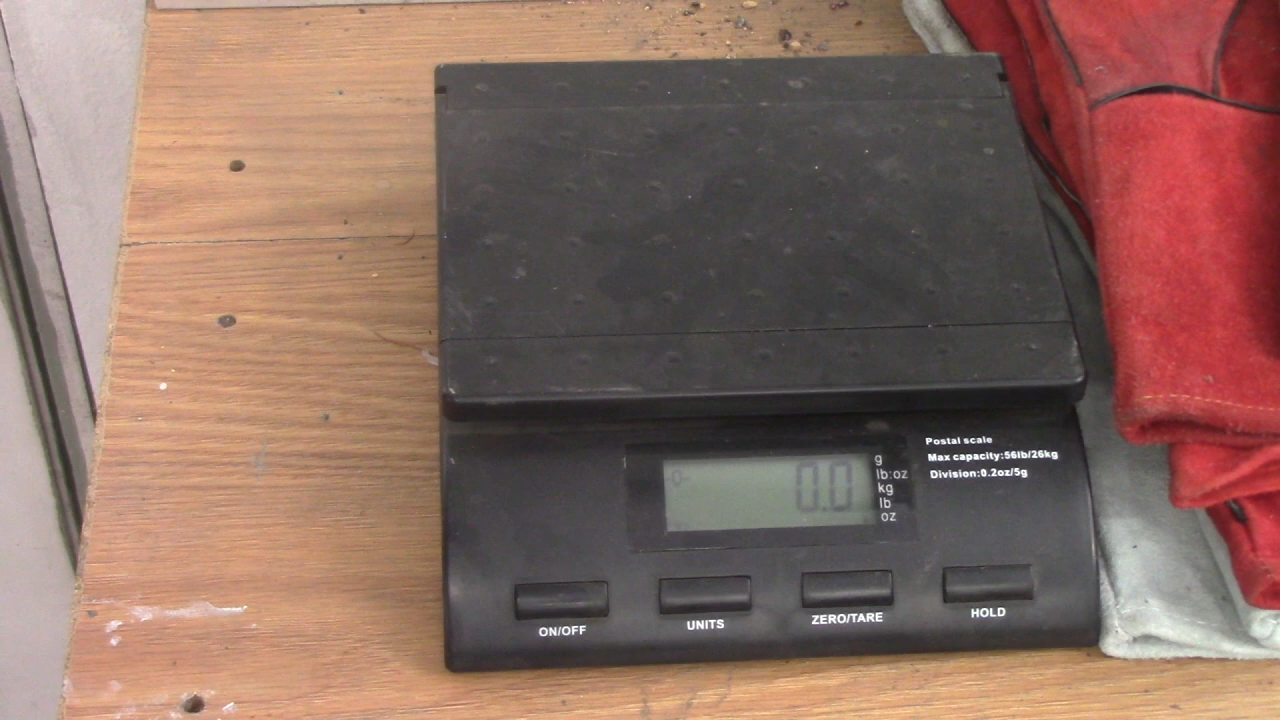 Postal scale
Max capacity:56lb/26kg
Division:0.2oz/5g
0.0
g
lb:oz
kg
lb
oz
ON/OFF
UNITS
ZERO/TARE
HOLD